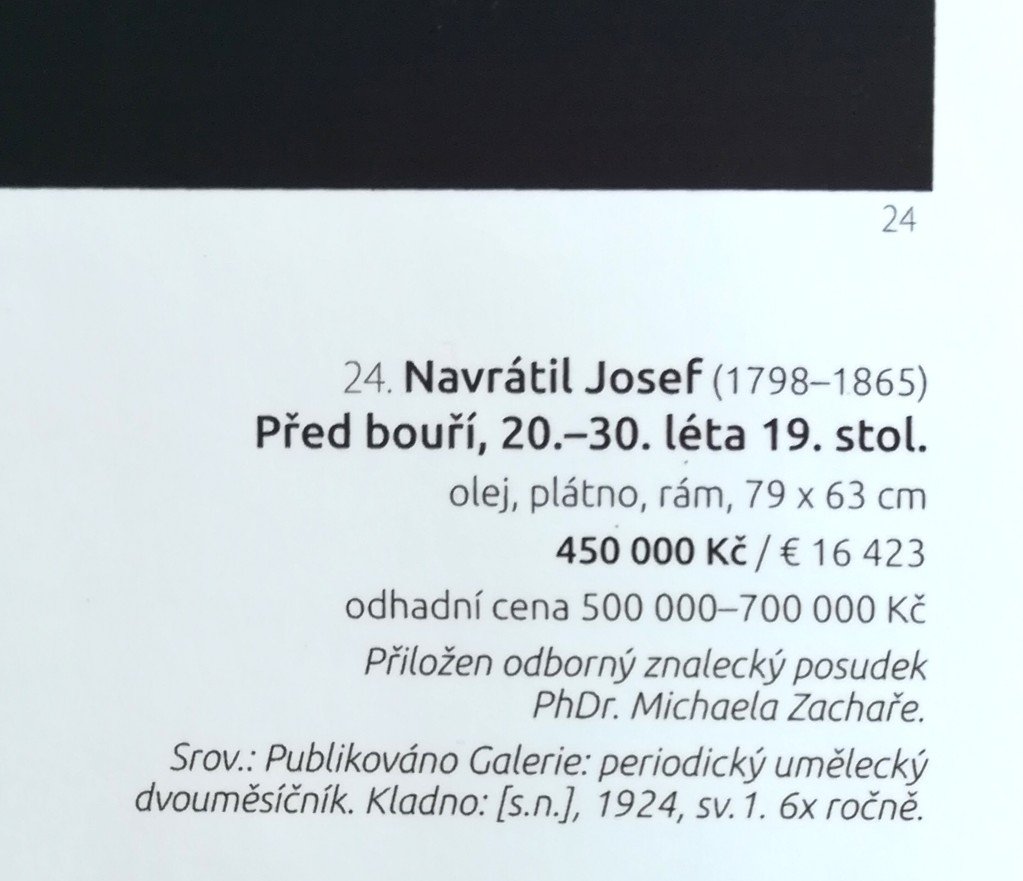 24
24. Navrátil Josef (1798–1865)
Před bouří, 20.–30. léta 19. stol.
olej, plátno, rám, 79 x 63 cm
450 000 Kč / € 16 423
odhadní cena 500 000–700 000 Kč
Přiložen odborný znalecký posudek
PhDr. Michaela Zachaře.
Srov.: Publikováno Galerie: periodický umělecký
dvouměsíčník. Kladno: [s.n.], 1924, sv. 1. 6x ročně.